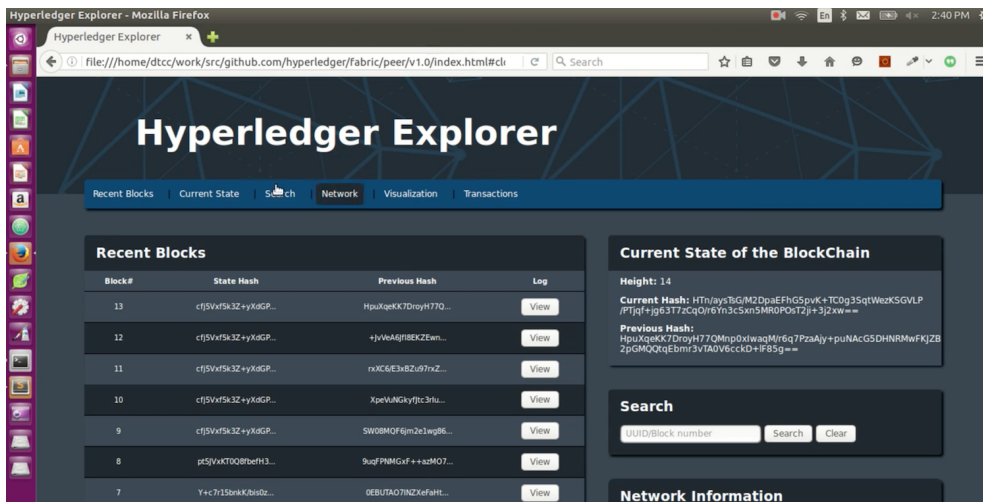 Hyperledger Explorer - Mozilla Firefox
En
2:40 PM
Hyperledger Explorer
file:///home/dtcc/work/src/github.com/hyperledger/fabric/peer/v1.0/index.html#clo
Search
Hyperledger Explorer
Recent Blocks
Current State
Search
Network
Visualization
Transactions
Recent Blocks
Block# State Hash Previous Hash Log
13 cfj5Vxf5k3Z+yXdGP... HpuXqeKK7DroyH77Q... View
12 cfj5Vxf5k3Z+yXdGP... +JvVeA6JfI8EKZEwn... View
11 cfj5Vxf5k3Z+yXdGP... rxXC6/E3xBZu97rxZ... View
10 cfj5Vxf5k3Z+yXdGP... XpeVuNGkyfJtc3rIu... View
9 cfj5Vxf5k3Z+yXdGP... SW08MQF6jm2e1wg86... View
8 pt5JVxKT0Q8fbefH3... 9uqFPNMGxF++azMO7... View
7 Y+c7r15bnkK/bis0z... 0EBUTAO7INZXeFaHt... View
Current State of the BlockChain
Height: 14
Current Hash: HTn/aysTsG/M2DpaEFhG5pvK+TC0g3SqtWezKSGVLP
/PTjqf+jg63T7zCqO/r6Yn3cSxn5MR0POsT2ji+3j2xw==
Previous Hash:
HpuXqeKK7DroyH77QMnp0xIwaqM/r6q7PzaAjy+puNAcG5DHNRMwFKJZB
2pGMQQtqEbmr3vTA0V6cckD+lF85g==
Search
UUID/Block number
Search
Clear
Network Information